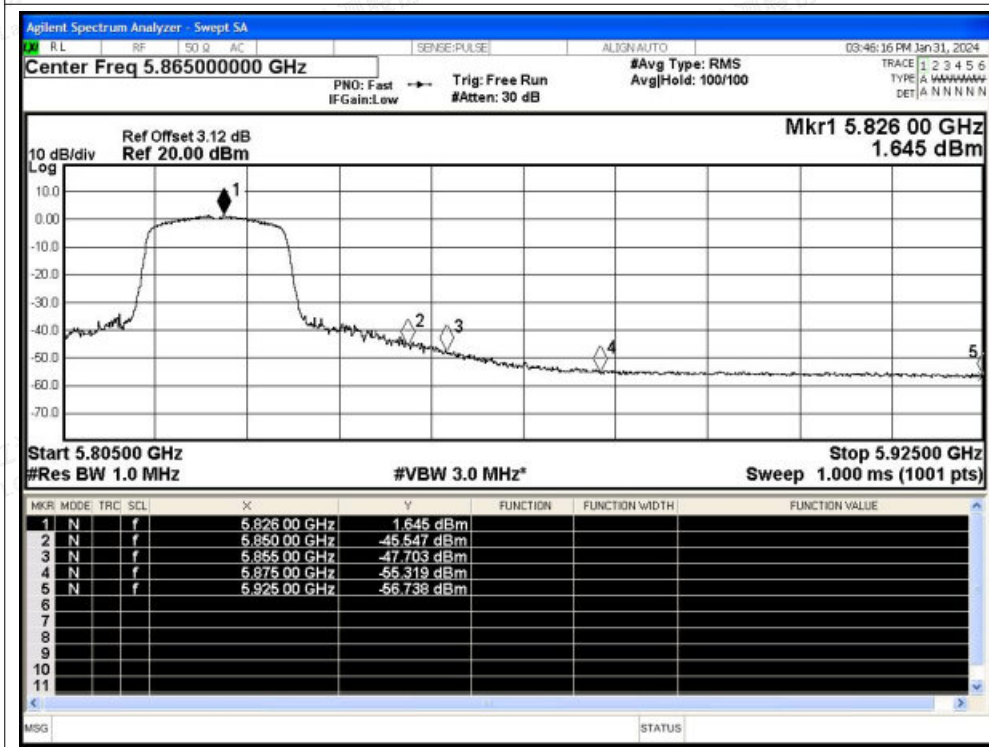 Agilent Spectrum Analyzer - Swept SA
RL RF 50 Ω AC SENSE:PULSE ALIGN AUTO 03:46:16 PM Jan 31, 2024
Center Freq 5.865000000 GHz
PNO: Fast
IFGain:Low
Trig: Free Run
#Atten: 30 dB
#Avg Type: RMS
Avg|Hold: 100/100
TRACE 1 2 3 4 5 6
TYPE A WWWWW
DET A N N N N N
Mkr1 5.826 00 GHz
1.645 dBm
Ref Offset 3.12 dB
10 dB/div Ref 20.00 dBm
Log
10.0
0.00
-10.0
-20.0
-30.0
-40.0
-50.0
-60.0
-70.0
1
2
3
4
5
Start 5.80500 GHz Stop 5.92500 GHz
#Res BW 1.0 MHz #VBW 3.0 MHz* Sweep 1.000 ms (1001 pts)
MKR MODE TRC SCL X Y FUNCTION FUNCTION WIDTH FUNCTION VALUE
1 N f 5.826 00 GHz 1.645 dBm
2 N f 5.850 00 GHz -45.547 dBm
3 N f 5.855 00 GHz -47.703 dBm
4 N f 5.875 00 GHz -55.319 dBm
5 N f 5.925 00 GHz -56.738 dBm
6
7
8
9
10
11
MSG STATUS